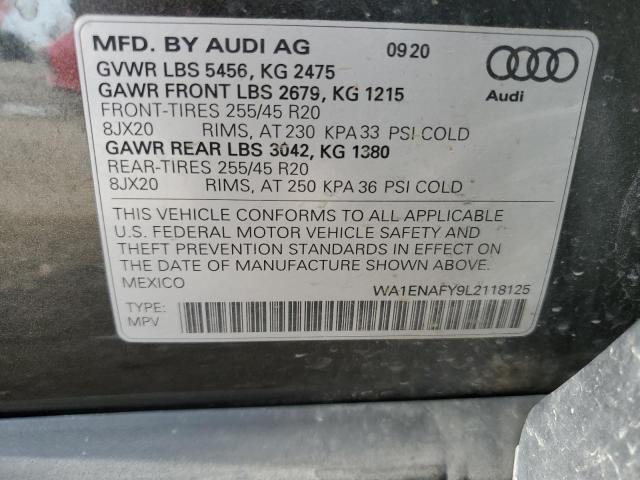 MFD. BY AUDI AG 09 20
GVWR LBS 5456, KG 2475
GAWR FRONT LBS 2679, KG 1215
Audi
FRONT-TIRES 255/45 R20
8JX20 RIMS, AT 230 KPA 33 PSI COLD
GAWR REAR LBS 3042, KG 1380
REAR-TIRES 255/45 R20
8JX20 RIMS, AT 250 KPA 36 PSI COLD
THIS VEHICLE CONFORMS TO ALL APPLICABLE
U.S. FEDERAL MOTOR VEHICLE SAFETY AND
THEFT PREVENTION STANDARDS IN EFFECT ON
THE DATE OF MANUFACTURE SHOWN ABOVE.
MEXICO WA1ENAFY9L2118125
TYPE:
MPV